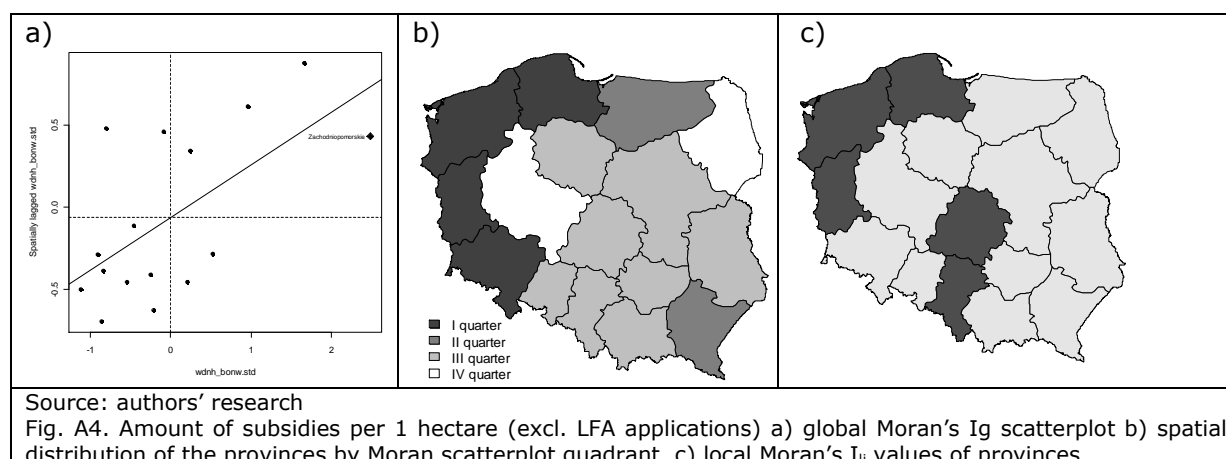 a)
b)
c)
Spatially lagged wdnh_bonw.std
0.5
0.0
-0.5
Zachodniopomorskie
-1
0
1
2
wdnh_bonw.std
I quarter
II quarter
III quarter
IV quarter
Source: authors' research
Fig. A4. Amount of subsidies per 1 hectare (excl. LFA applications) a) global Moran's Ig scatterplot b) spatial
distribution of the provinces by Moran scatterplot quadrant, c) local Moran's I
values of provinces